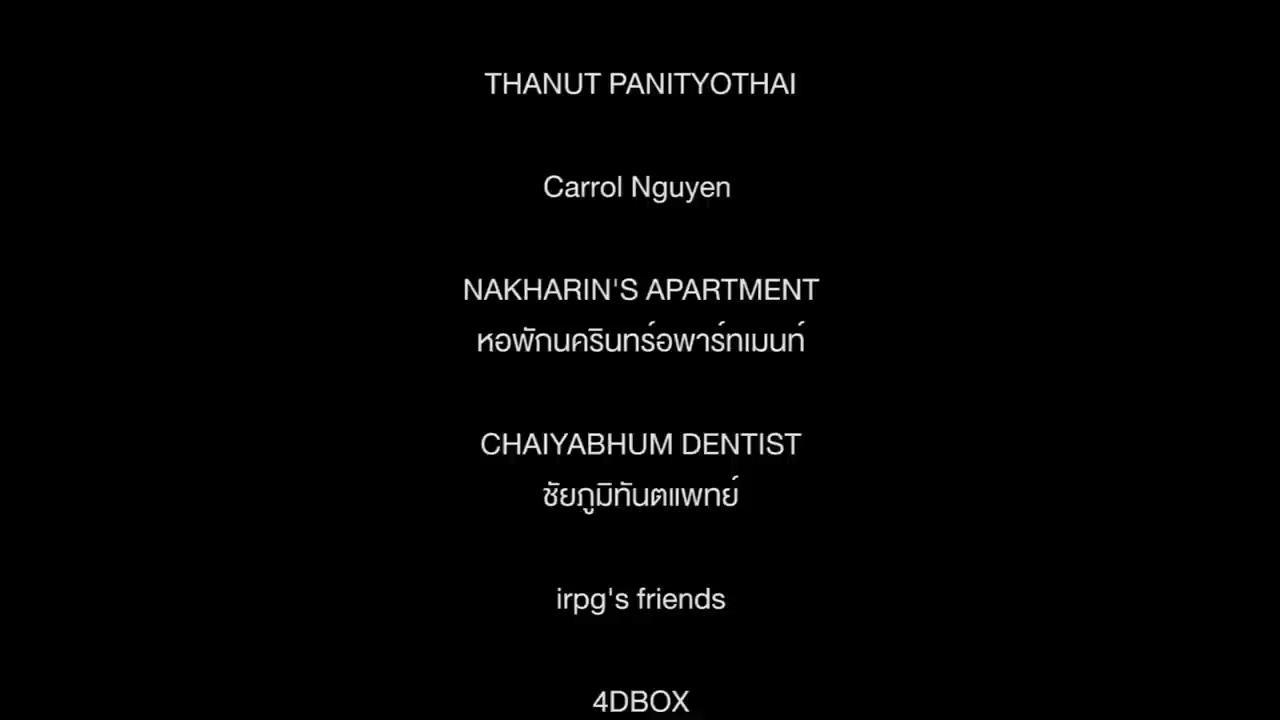 THANUT PANITYOTHAI
Carrol Nguyen
NAKHARIN'S APARTMENT
หอพักนครินทร์อพาร์ทเมนท์
CHAIYABHUM DENTIST
ชัยภูมิทันตแพทย์
irpg's friends
4DBOX